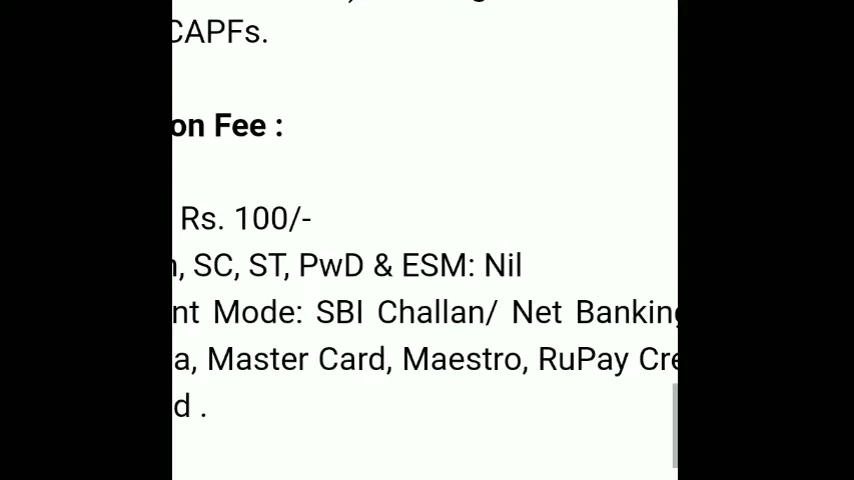 CAPFs.
on Fee :
Rs. 100/-
, SC, ST, PwD & ESM: Nil
nt Mode: SBI Challan/ Net Banking
a, Master Card, Maestro, RuPay Cre
d .